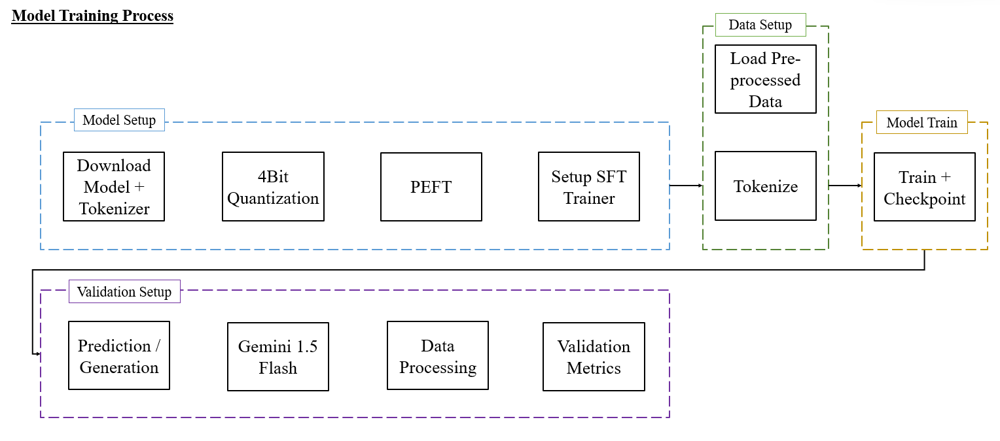 Model Training Process
Data Setup
Load Pre-
processed
Data
Model Setup
Model Train
Download
Model +
Tokenizer
4Bit
Quantization
PEFT
Setup SFT
Trainer
Tokenize
Train +
Checkpoint
Validation Setup
Prediction /
Generation
Gemini 1.5
Flash
Data
Processing
Validation
Metrics